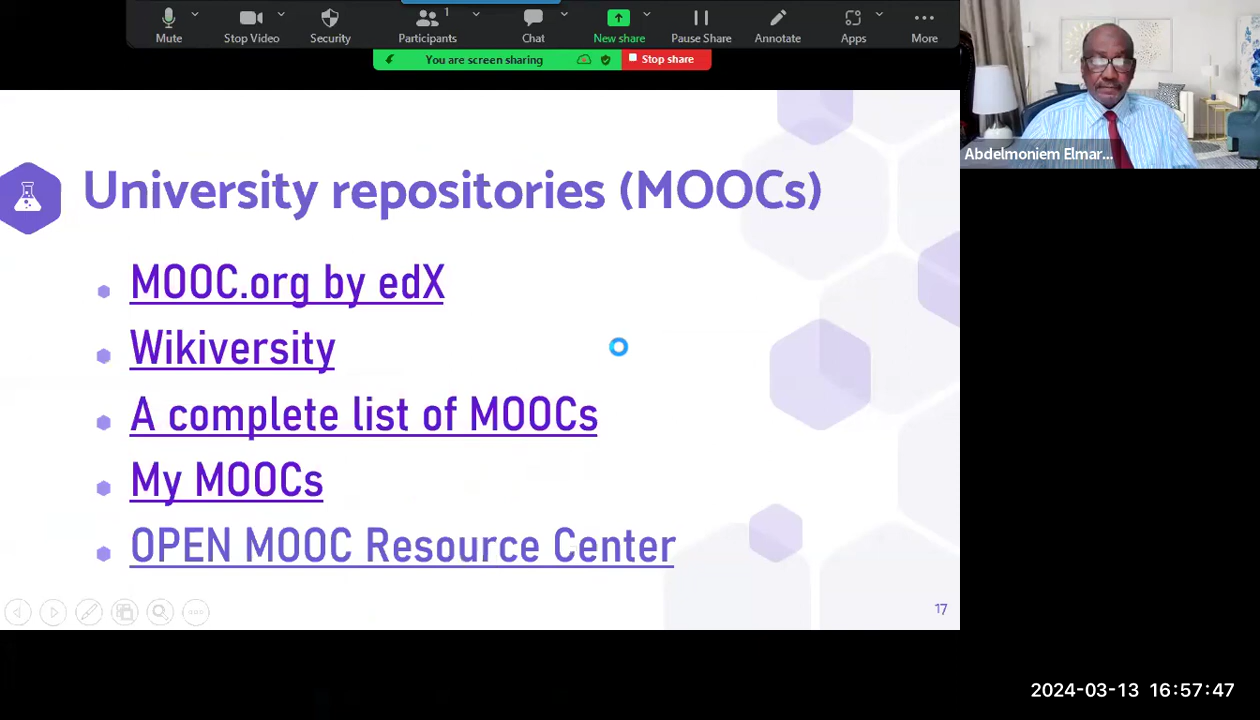 Mute
Stop Video
Security
Participants
1
Chat
New share
Pause Share
Annotate
Apps
More
You are screen sharing
Stop share
Abdelmoniem Elmar...
University repositories (MOOCs)
MOOC.org by edX
Wikiversity
A complete list of MOOCs
My MOOCs
OPEN MOOC Resource Center
17
2024-03-13 16:57:47